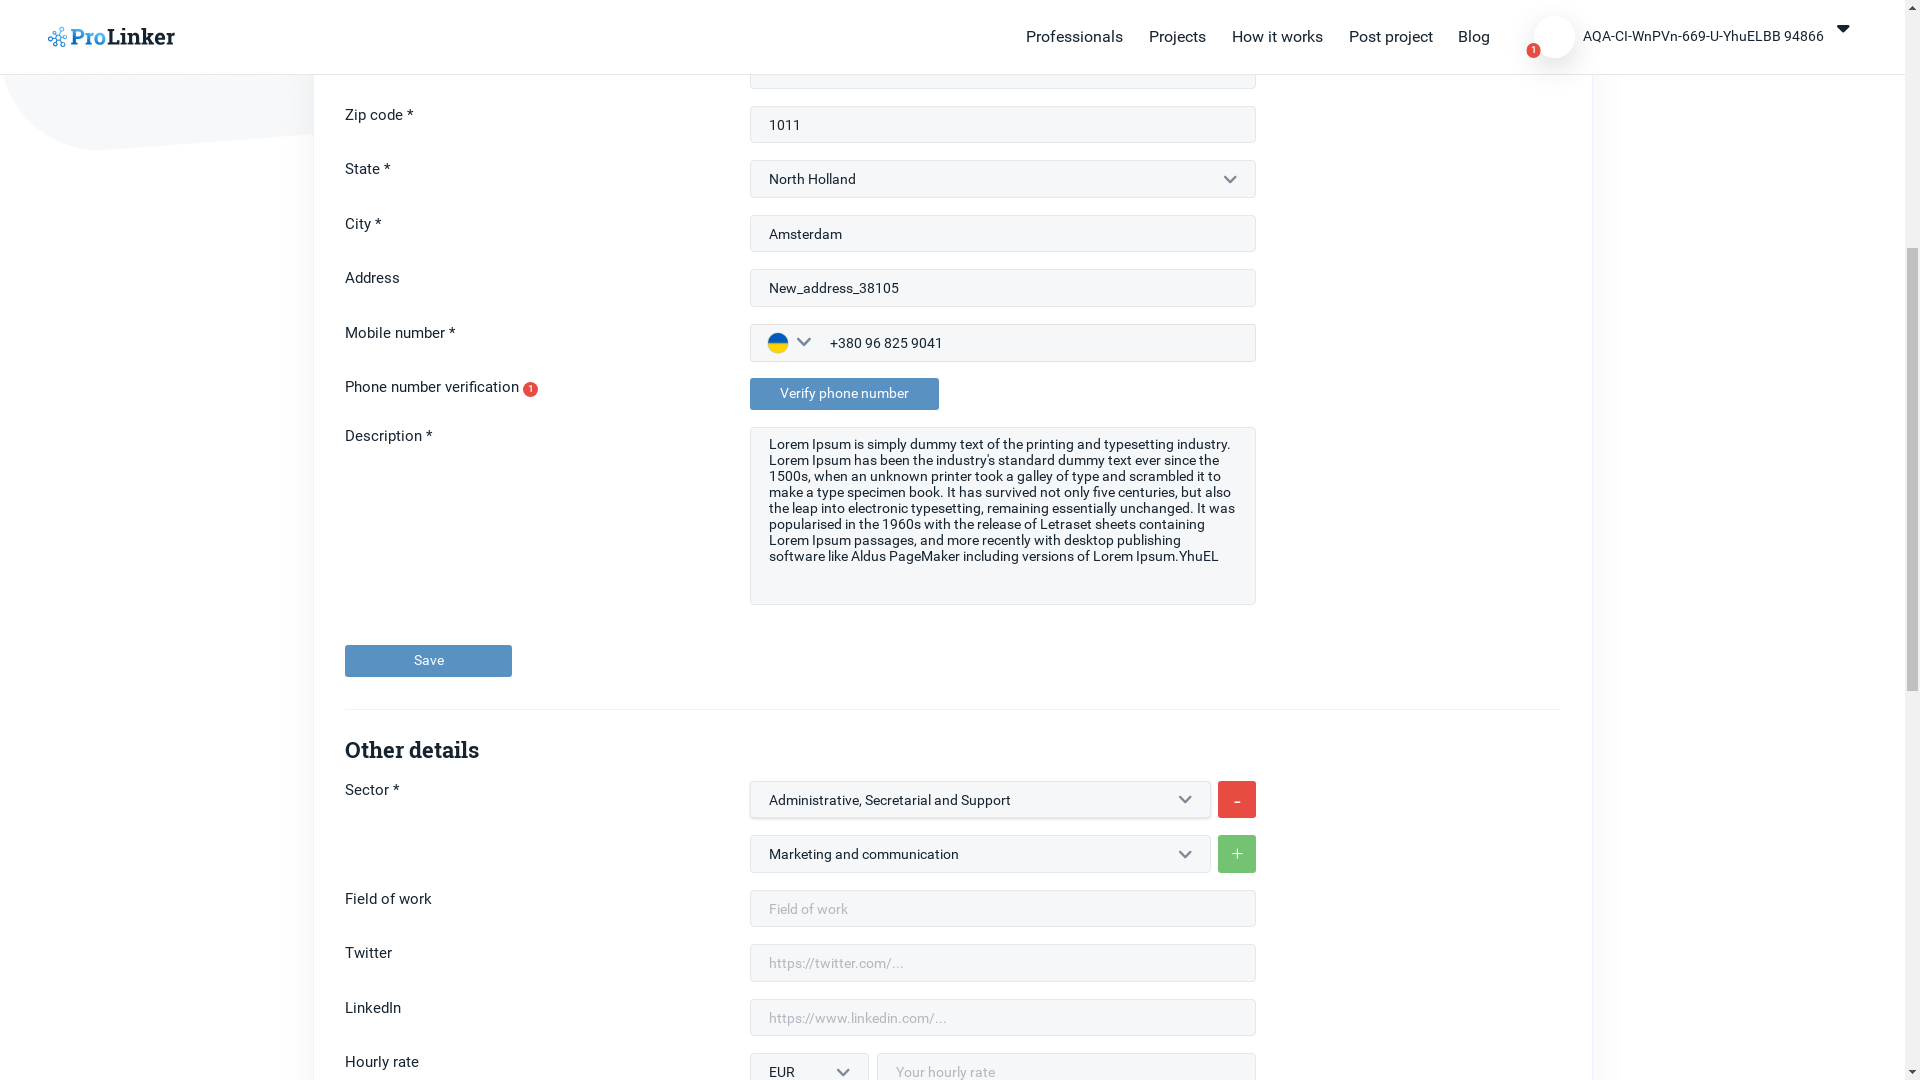 ProLinker
Professionals
Projects
How it works
Post project
Blog
1
AQA-CI-WnPVn-669-U-YhuELBB 94866
Zip code *
1011
State *
North Holland
City *
Amsterdam
Address
New_address_38105
Mobile number *
+380 96 825 9041
Phone number verification 1
Verify phone number
Description *
Lorem Ipsum is simply dummy text of the printing and typesetting industry.
Lorem Ipsum has been the industry's standard dummy text ever since the
1500s, when an unknown printer took a galley of type and scrambled it to
make a type specimen book. It has survived not only five centuries, but also
the leap into electronic typesetting, remaining essentially unchanged. It was
popularised in the 1960s with the release of Letraset sheets containing
Lorem Ipsum passages, and more recently with desktop publishing
software like Aldus PageMaker including versions of Lorem Ipsum.YhuEL
Save
Other details
Sector *
Administrative, Secretarial and Support
-
Marketing and communication
+
Field of work
Field of work
Twitter
https://twitter.com/...
LinkedIn
https://www.linkedin.com/...
Hourly rate
EUR
Your hourly rate